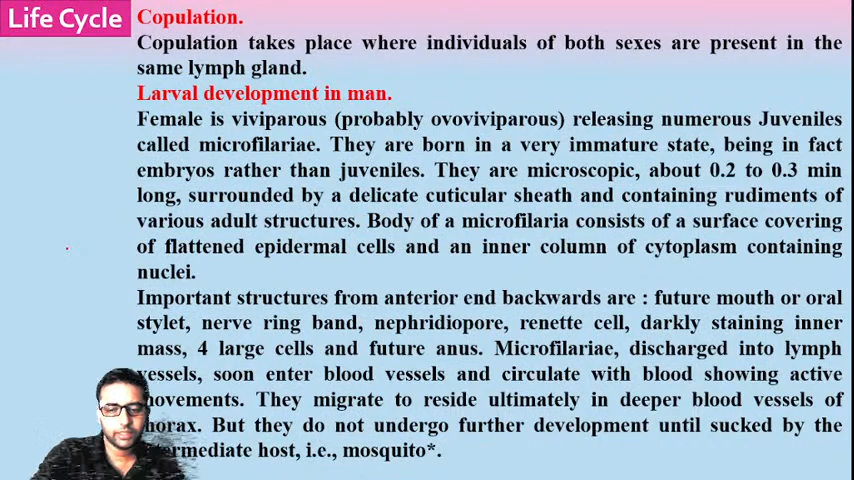 Life Cycle
Copulation.
Copulation takes place where individuals of both sexes are present in the
same lymph gland.
Larval development in man.
Female is viviparous (probably ovoviviparous) releasing numerous Juveniles
called microfilariae. They are born in a very immature state, being in fact
embryos rather than juveniles. They are microscopic, about 0.2 to 0.3 min
long, surrounded by a delicate cuticular sheath and containing rudiments of
various adult structures. Body of a microfilaria consists of a surface covering
of flattened epidermal cells and an inner column of cytoplasm containing
nuclei.
Important structures from anterior end backwards are : future mouth or oral
stylet, nerve ring band, nephridiopore, renette cell, darkly staining inner
mass, 4 large cells and future anus. Microfilariae, discharged into lymph
vessels, soon enter blood vessels and circulate with blood showing active
movements. They migrate to reside ultimately in deeper blood vessels of
thorax. But they do not undergo further development until sucked by the
intermediate host, i.e., mosquito*.